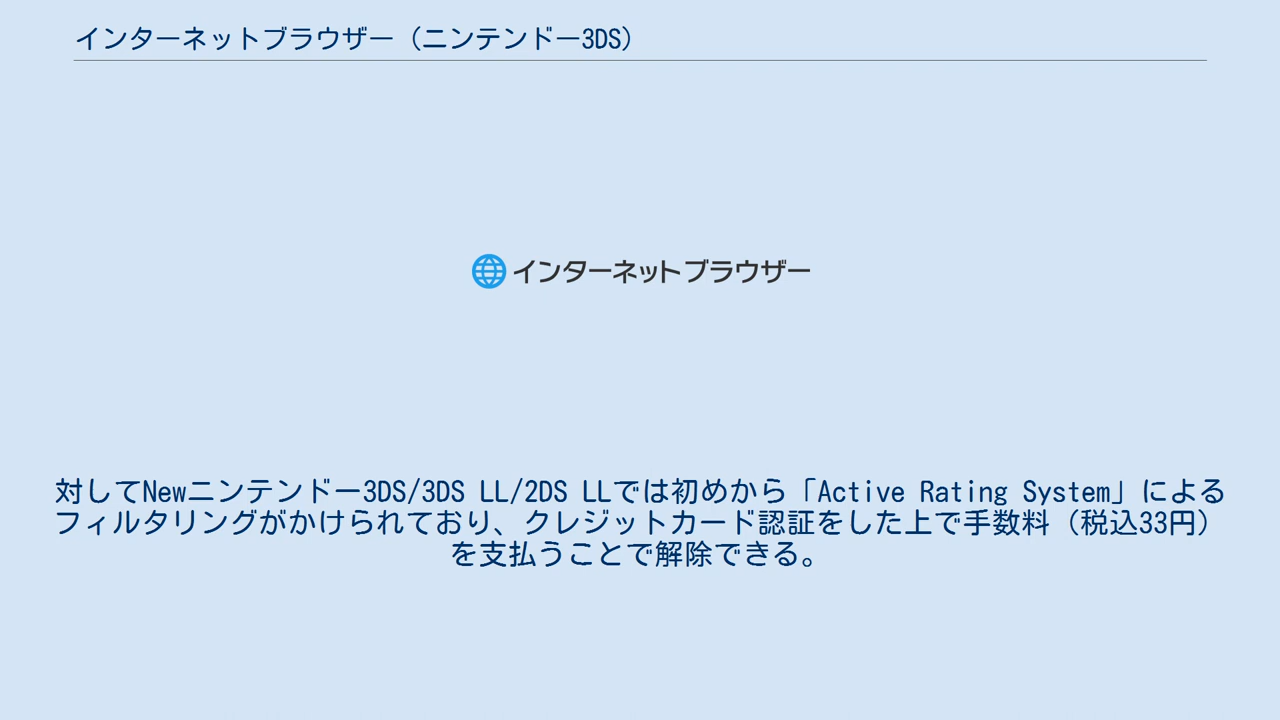 インターネットブラウザー（ニンテンドー3DS）
インターネットブラウザー
対してNewニンテンドー3DS/3DS LL/2DS LLでは初めから「Active Rating System」による
フィルタリングがかけられており、クレジットカード認証をした上で手数料（税込33円）
を支払うことで解除できる。